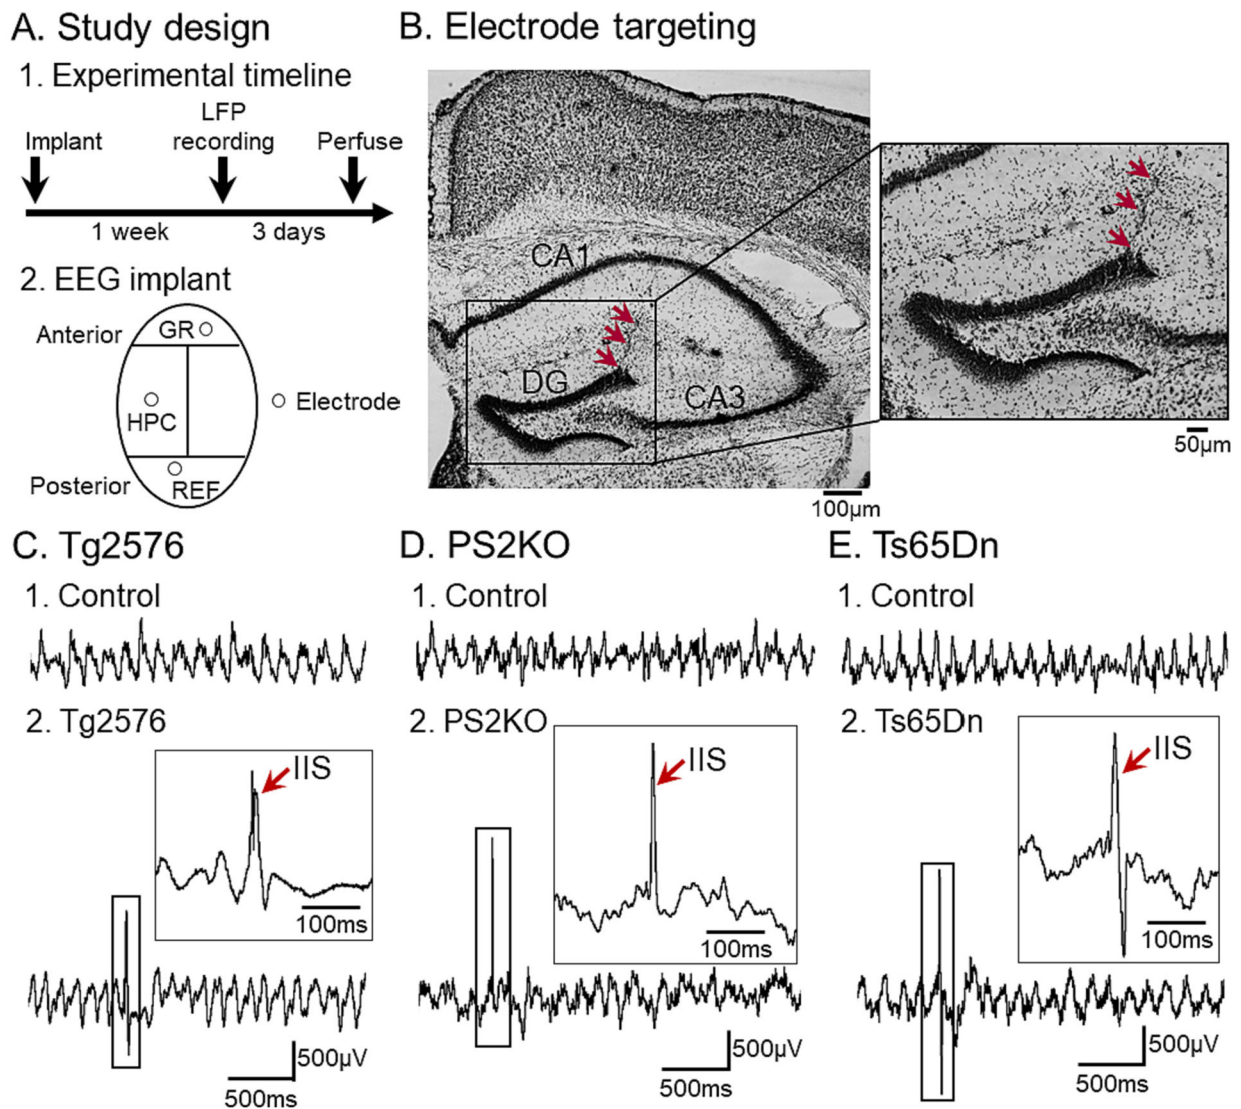 A. Study design
1. Experimental timeline
Implant
LFP
recording
Perfuse
1 week
3 days
2. EEG implant
Anterior
GR
HPC
Electrode
Posterior
REF
B. Electrode targeting
CA1
DG
CA3
100µm
50µm
C. Tg2576
1. Control
2. Tg2576
IIS
100ms
500µV
500ms
D. PS2KO
1. Control
2. PS2KO
IIS
100ms
500µV
500ms
E. Ts65Dn
1. Control
2. Ts65Dn
IIS
100ms
500µV
500ms